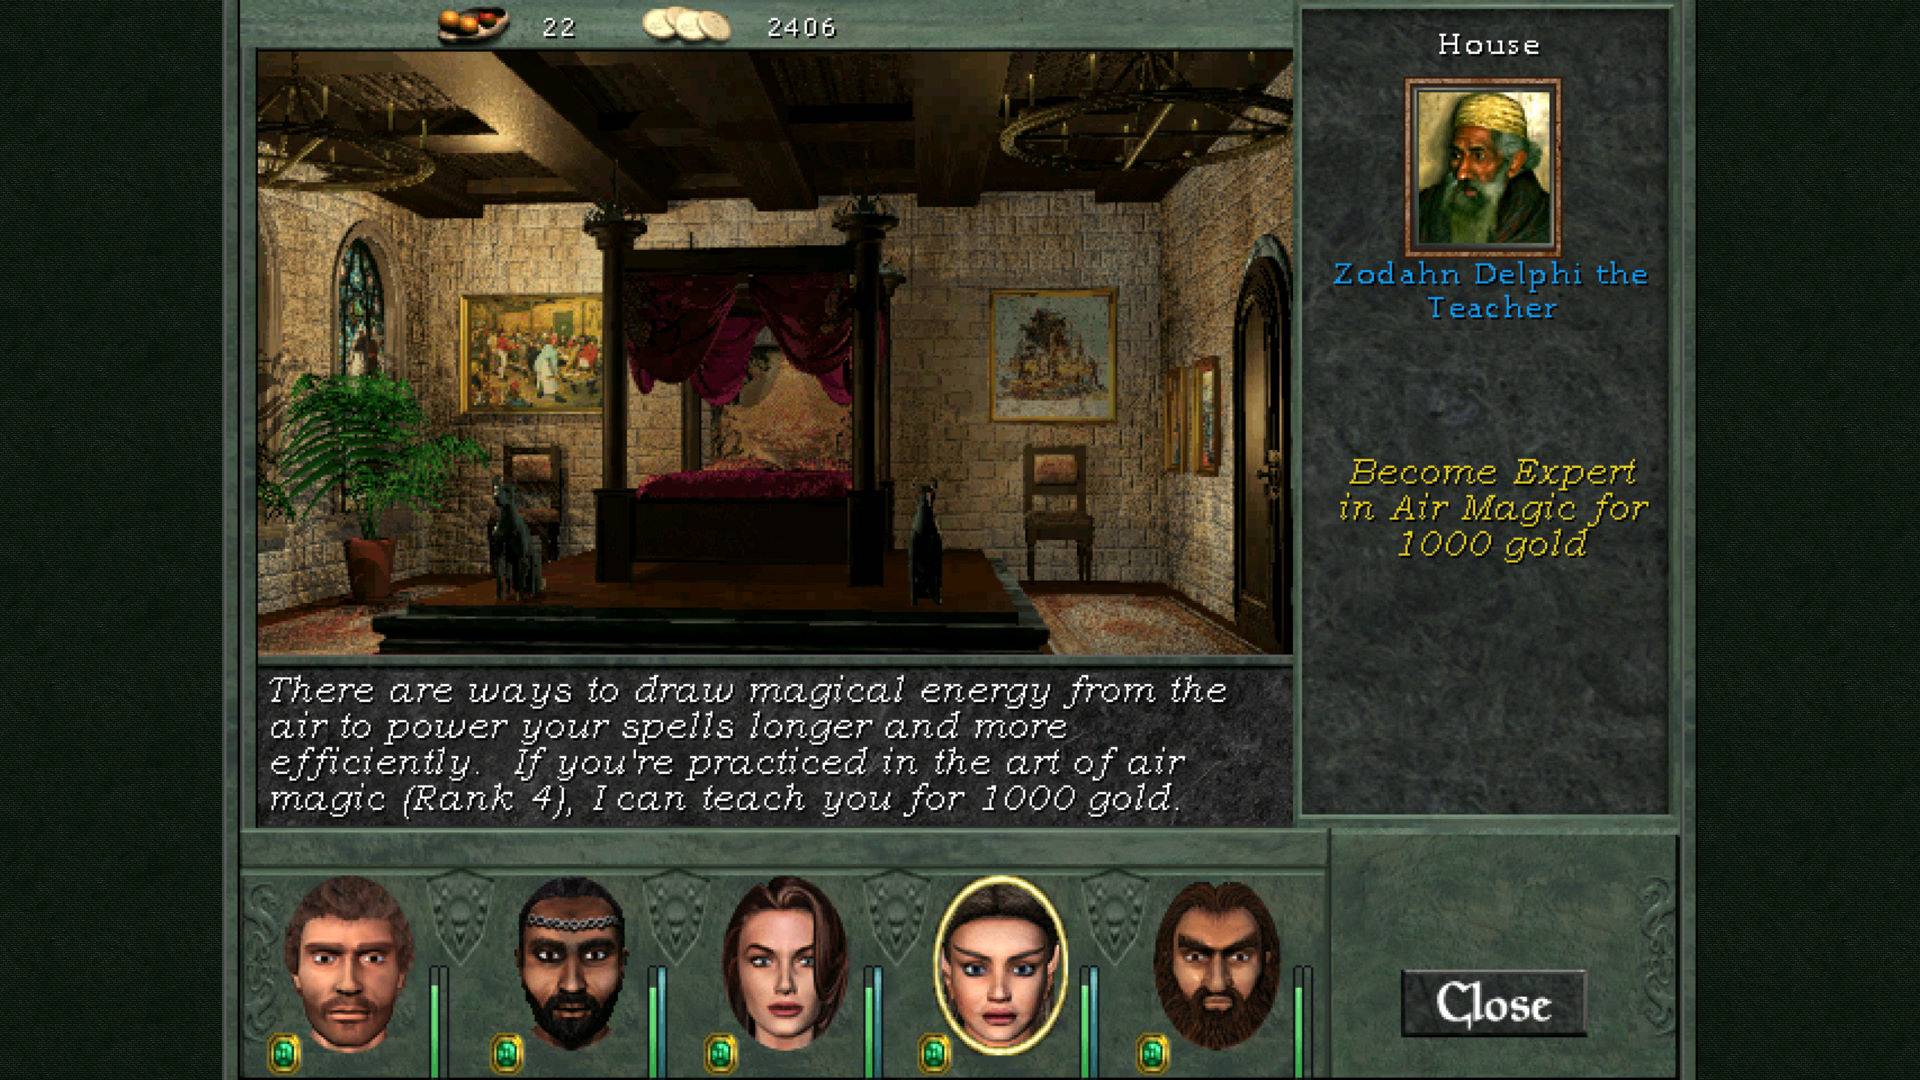 22 2406
House
Zodahn Delphi the
Teacher
Become Expert
in Air Magic for
1000 gold
There are ways to draw magical energy from the
air to power your spells longer and more
efficiently.  If you're practiced in the art of air
magic (Rank 4), I can teach you for 1000 gold.
Close